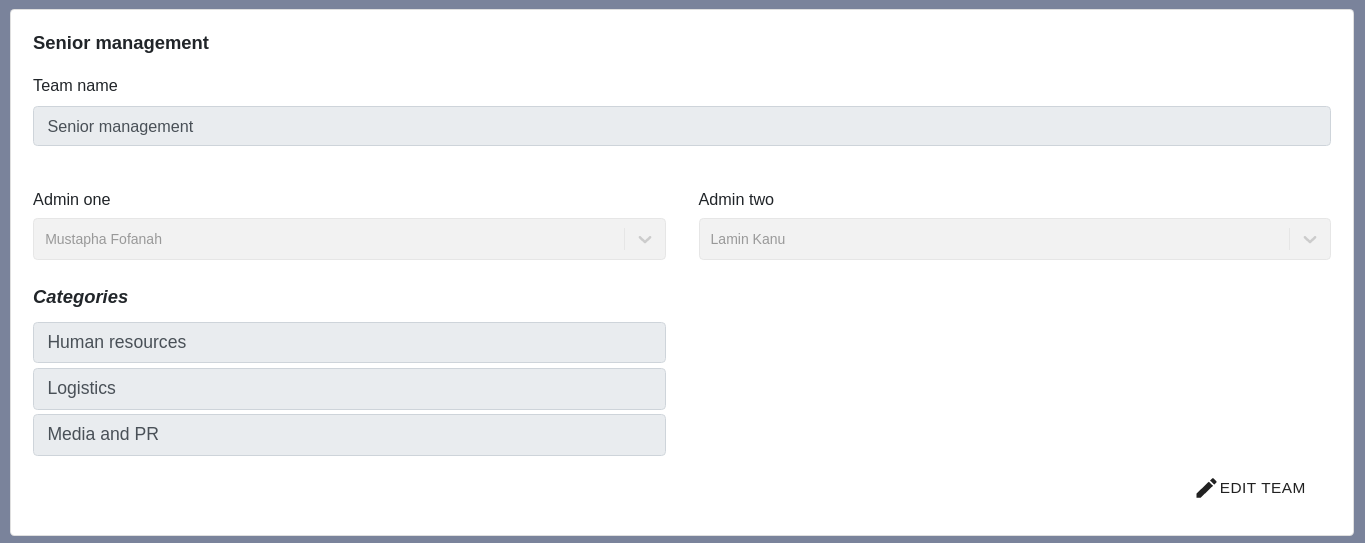 Senior management
Team name
Senior management
Admin one
Admin two
Mustapha Fofanah
Lamin Kanu
Categories
Human resources
Logistics
Media and PR
EDIT TEAM